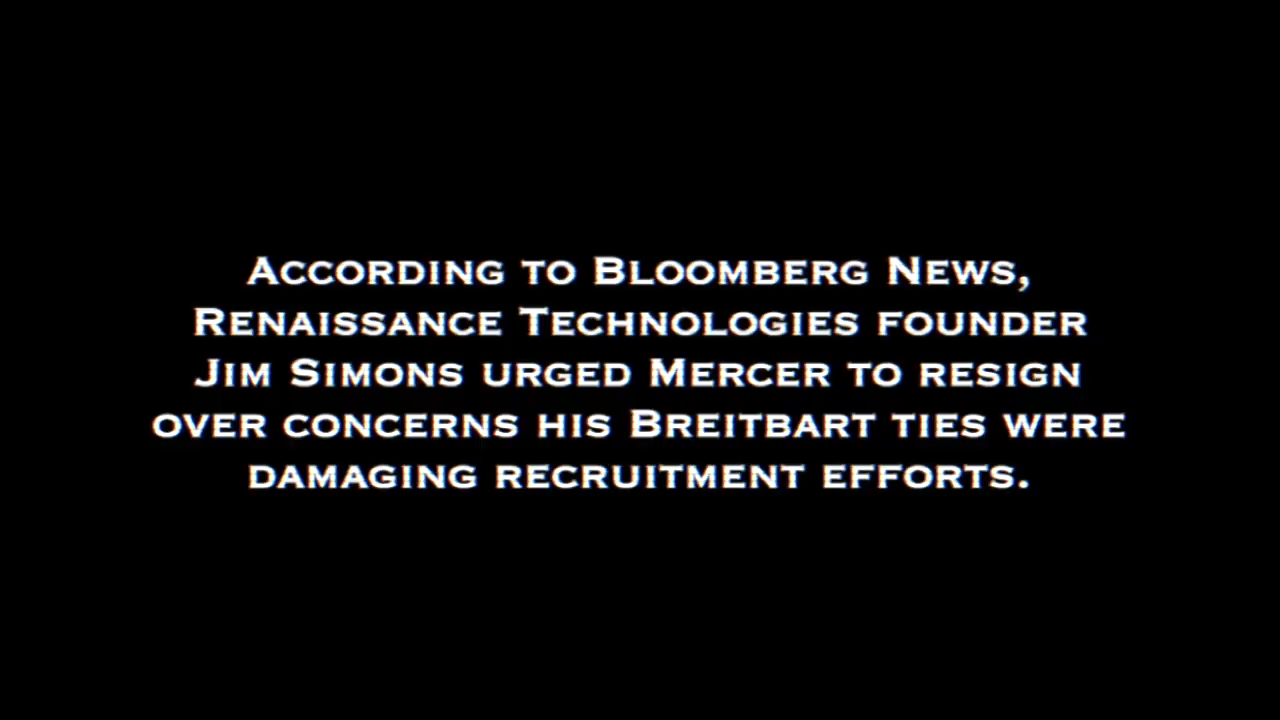 According to Bloomberg News,
Renaissance Technologies founder
Jim Simons urged Mercer to resign
over concerns his Breitbart ties were
damaging recruitment efforts.